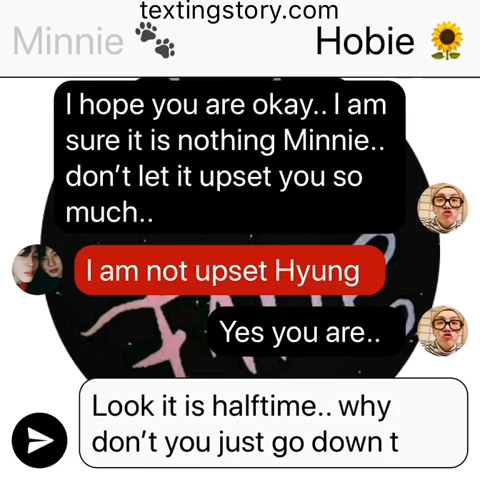 textingstory.com
Minnie 🐾 Hobie 🌻
I hope you are okay.. I am
sure it is nothing Minnie..
don't let it upset you so
much..
I am not upset Hyung
Yes you are..
Look it is halftime.. why
don't you just go down t